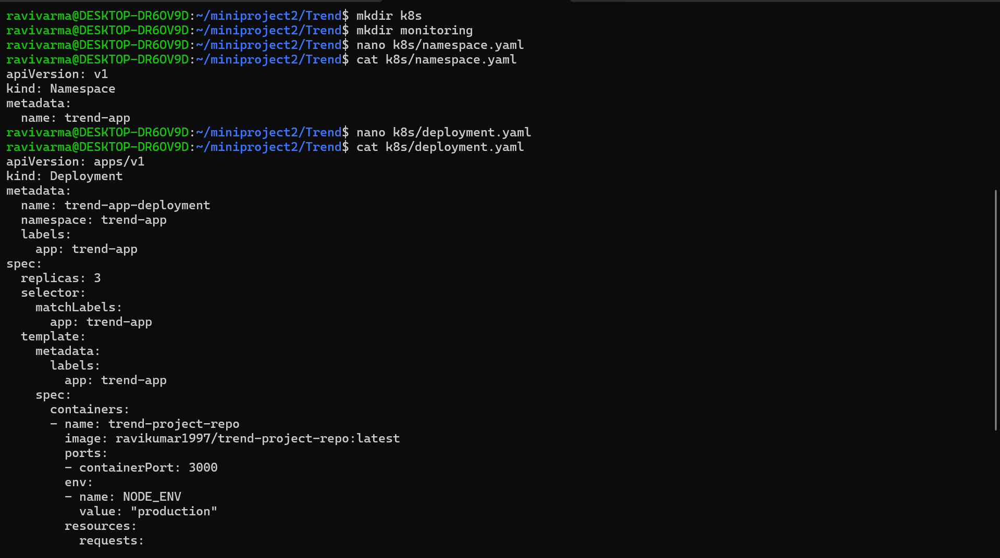 ravivarma@DESKTOP-DR6OV9D:~/miniproject2/Trend$ mkdir k8s
ravivarma@DESKTOP-DR6OV9D:~/miniproject2/Trend$ mkdir monitoring
ravivarma@DESKTOP-DR6OV9D:~/miniproject2/Trend$ nano k8s/namespace.yaml
ravivarma@DESKTOP-DR6OV9D:~/miniproject2/Trend$ cat k8s/namespace.yaml
apiVersion: v1
kind: Namespace
metadata:
  name: trend-app
ravivarma@DESKTOP-DR6OV9D:~/miniproject2/Trend$ nano k8s/deployment.yaml
ravivarma@DESKTOP-DR6OV9D:~/miniproject2/Trend$ cat k8s/deployment.yaml
apiVersion: apps/v1
kind: Deployment
metadata:
  name: trend-app-deployment
  namespace: trend-app
  labels:
    app: trend-app
spec:
  replicas: 3
  selector:
    matchLabels:
      app: trend-app
  template:
    metadata:
      labels:
        app: trend-app
    spec:
      containers:
      - name: trend-project-repo
        image: ravikumar1997/trend-project-repo:latest
        ports:
        - containerPort: 3000
        env:
        - name: NODE_ENV
          value: "production"
        resources:
          requests: